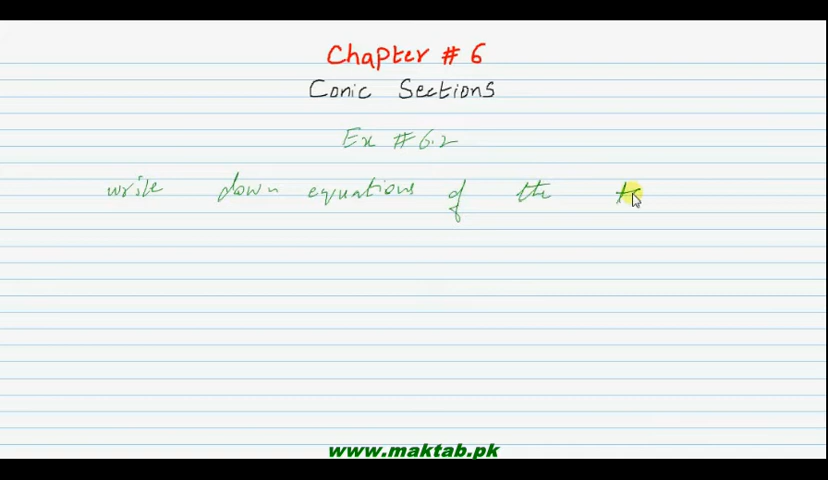 Chapter # 6
Conic Sections
Ex # 6.2
write down equations of the
www.maktab.pk